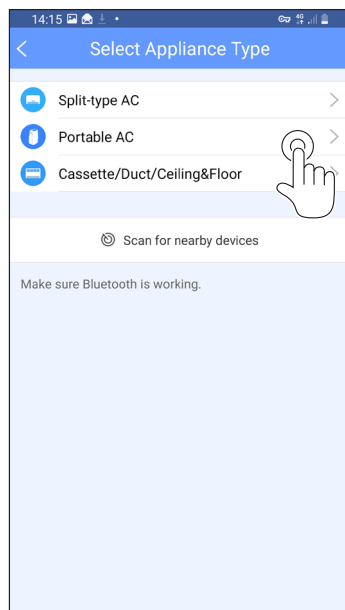 14:15
4G
Select Appliance Type
Split-type AC
Portable AC
Cassette/Duct/Ceiling&Floor
Scan for nearby devices
Make sure Bluetooth is working.